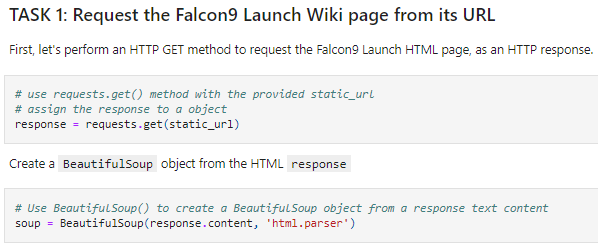 TASK 1: Request the Falcon9 Launch Wiki page from its URL
First, let's perform an HTTP GET method to request the Falcon9 Launch HTML page, as an HTTP response.
# use requests.get() method with the provided static_url
# assign the response to a object
response = requests.get(static_url)
Create a BeautifulSoup object from the HTML response
# Use BeautifulSoup() to create a BeautifulSoup object from a response text content
soup = BeautifulSoup(response.content, 'html.parser')